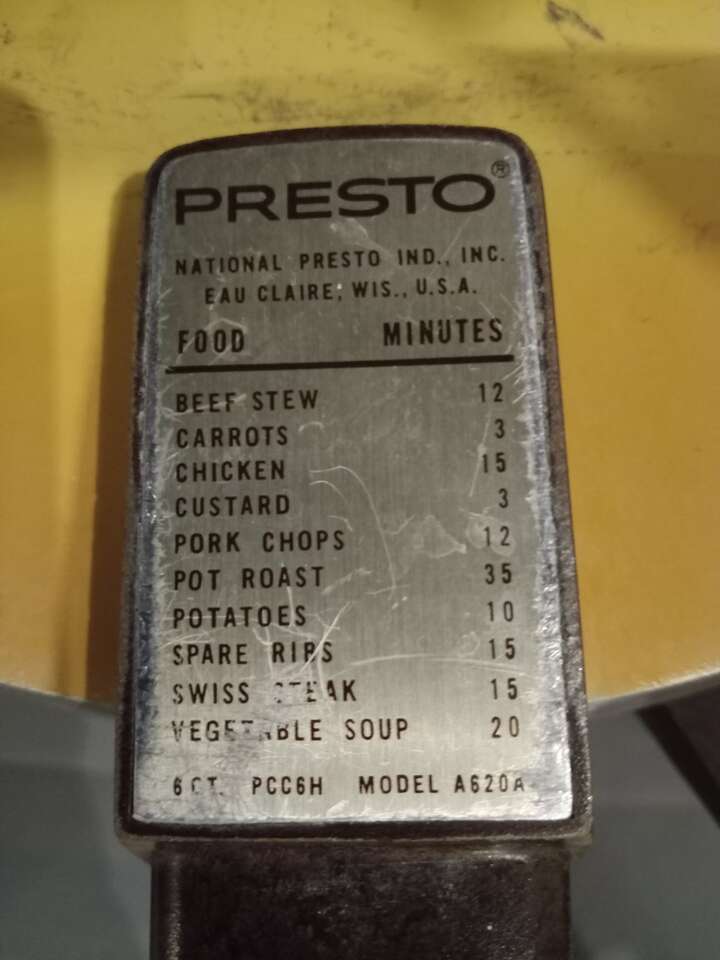 PRESTO®
NATIONAL PRESTO IND., INC.
EAU CLAIRE, WIS., U.S.A.
FOOD MINUTES
BEEF STEW 12
CARROTS 3
CHICKEN 15
CUSTARD 3
PORK CHOPS 12
POT ROAST 35
POTATOES 10
SPARE RIBS 15
SWISS STEAK 15
VEGETABLE SOUP 20
6 QT. PCC6H MODEL A620A